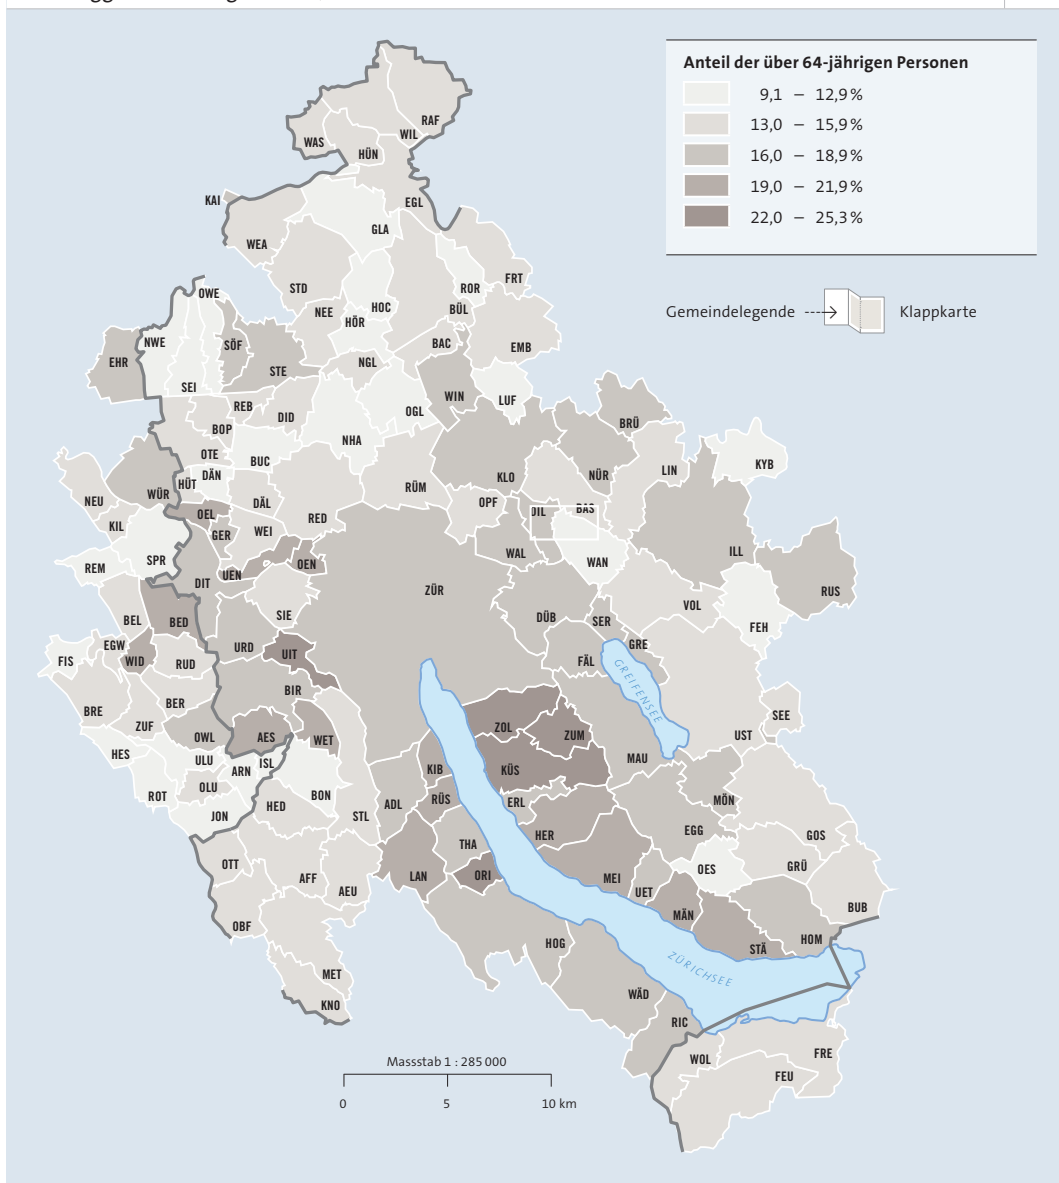 Anteil der über 64-jährigen Personen
9,1 – 12,9 %
13,0 – 15,9 %
16,0 – 18,9 %
19,0 – 21,9 %
22,0 – 25,3 %
Gemeindelegende
Klappkarte
RAF
WIL
WAS
HÜN
KAI
EGL
GLA
WEA
FRT
STD
ROR
OWE
HOC
BÜL
NEE
HÖR
NWE
SÖF
BAC
EMB
EHR
STE
NGL
SEI
WIN
LUF
REB
DID
OGL
BRÜ
BOP
NHA
OTE
BUC
KYB
LIN
DÄN
HÜT
KLO
NÜR
RÜM
WÜR
NEU
DÄL
OPF
BAS
OEL
RED
KIL
GER
WEI
WAL
ILL
SPR
OEN
WAN
REM
UEN
DIT
ZÜR
RUS
VOL
SIE
DÜB
SER
BEL
BED
FEH
EGW
URD
GRE
UIT
FIS
WID
RUD
FÄL
GREIFENSEE
BIR
BER
BRE
SEE
ZUF
ZOL
OWL
AES
WET
ZUM
UST
HES
ULU
ISL
MAU
ARN
KIB
KÜS
OLU
ROT
BON
RÜS
ERL
MÖN
ADL
HED
JON
STL
EGG
HER
GOS
THA
OTT
GRÜ
OES
LAN
ORI
AFF
MEI
AEU
UET
BUB
MÄN
OBF
HOM
HOG
STÄ
ZÜRICHSEE
MET
WÄD
KNO
RIC
FRE
WOL
FEU
Massstab 1 : 285 000
0 5 10 km